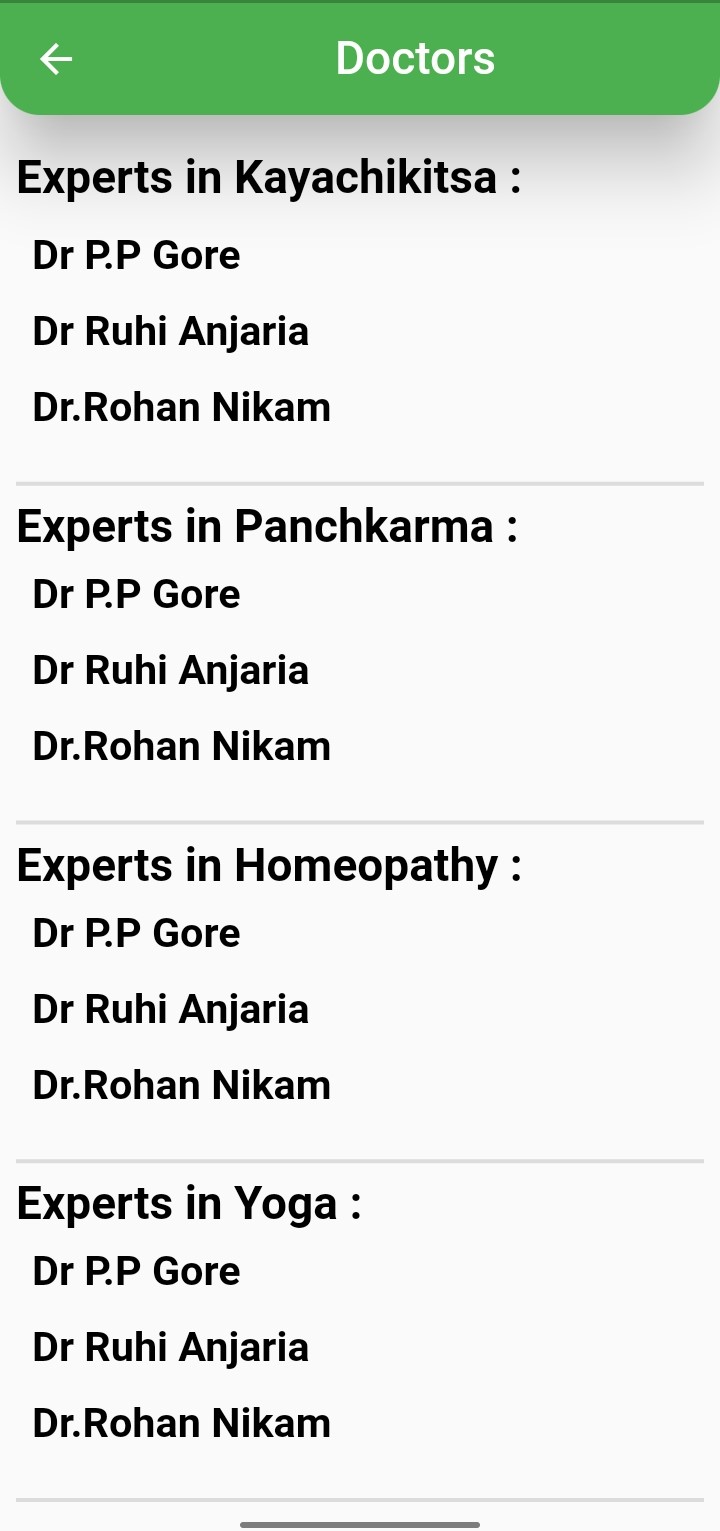 Doctors
Experts in Kayachikitsa :
Dr P.P Gore
Dr Ruhi Anjaria
Dr.Rohan Nikam
Experts in Panchkarma :
Dr P.P Gore
Dr Ruhi Anjaria
Dr.Rohan Nikam
Experts in Homeopathy :
Dr P.P Gore
Dr Ruhi Anjaria
Dr.Rohan Nikam
Experts in Yoga :
Dr P.P Gore
Dr Ruhi Anjaria
Dr.Rohan Nikam